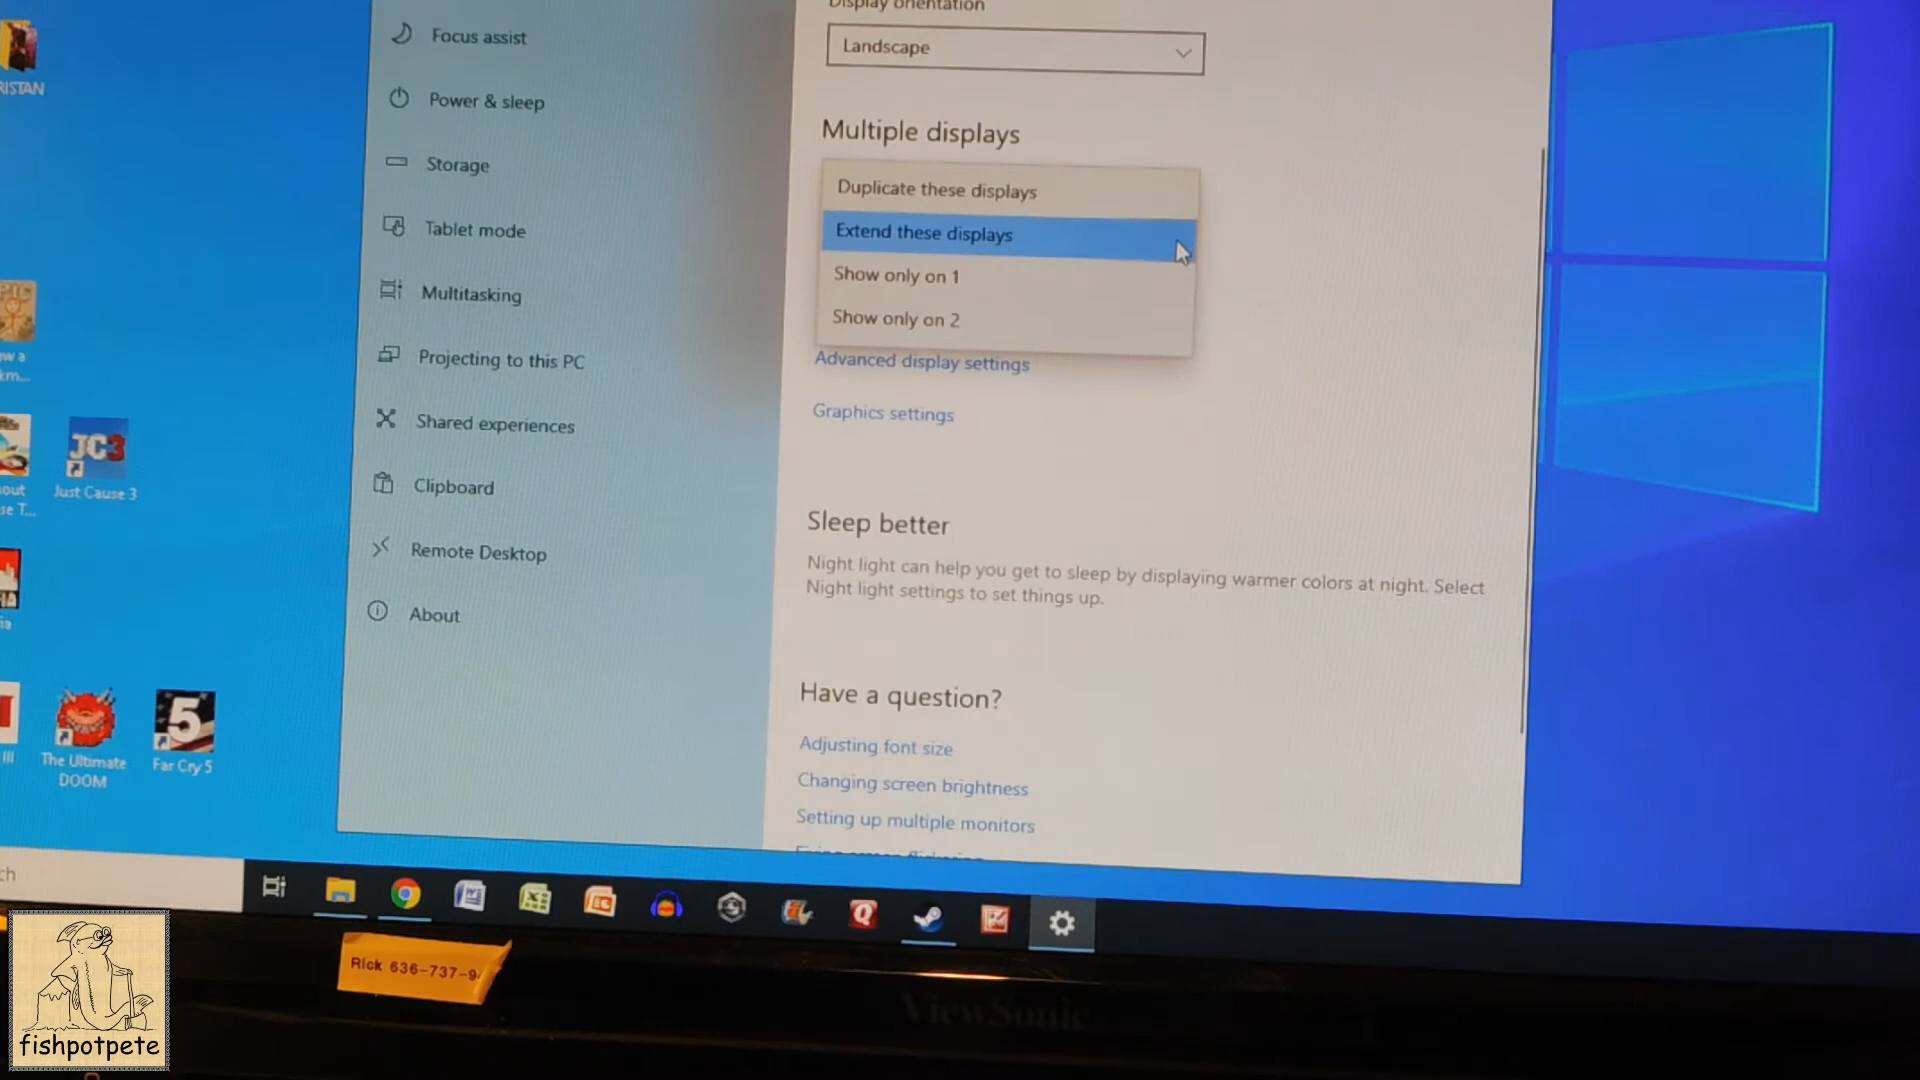 Display orientation
Landscape
Focus assist
Power & sleep
Storage
Tablet mode
Multitasking
Projecting to this PC
Shared experiences
Clipboard
Remote Desktop
About
Multiple displays
Duplicate these displays
Extend these displays
Show only on 1
Show only on 2
Advanced display settings
Graphics settings
Sleep better
Night light can help you get to sleep by displaying warmer colors at night. Select
Night light settings to set things up.
Have a question?
Adjusting font size
Changing screen brightness
Setting up multiple monitors
RISTAN
JC3
Just Cause 3
III
The Ultimate
DOOM
5
Far Cry 5
ch
Rick 636-737-9
ViewSonic
fishpotpete